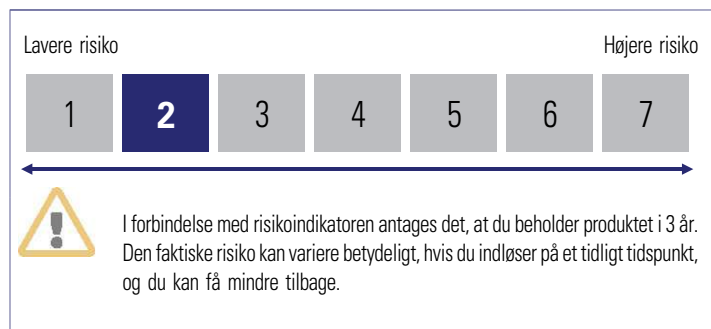 Lavere risiko Højere risiko
1 2 3 4 5 6 7
I forbindelse med risikoindikatoren antages det, at du beholder produktet i 3 år.
Den faktiske risiko kan variere betydeligt, hvis du indløser på et tidligt tidspunkt,
og du kan få mindre tilbage.